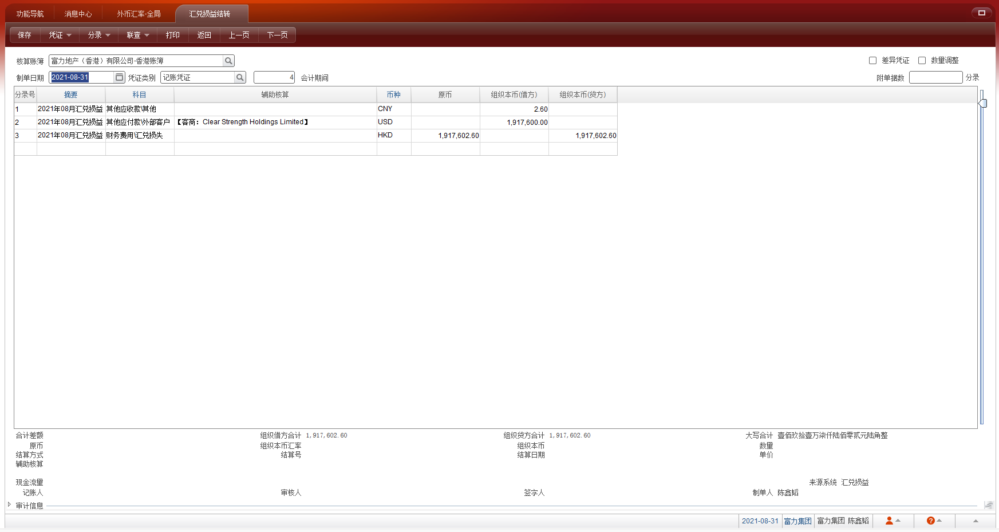 功能导航 消息中心 外币汇率-全局 汇兑损益结转
保存 凭证 分录 联查 打印 返回 上一页 下一页
核算账簿 富力地产（香港）有限公司-香港账簿 差异凭证 数量调整
制单日期 2021-08-31 凭证类别 记账凭证 4 会计期间 附单据数 分录
分录号 摘要 科目 辅助核算 币种 原币 组织本币(借方) 组织本币(贷方)
1 2021年08月汇兑损益 其他应收款\其他 CNY 2.60
2 2021年08月汇兑损益 其他应付款\外部客户 【客商：Clear Strength Holdings Limited】 USD 1,917,600.00
3 2021年08月汇兑损益 财务费用\汇兑损失 HKD 1,917,602.60 1,917,602.60
合计差额 组织借方合计 1,917,602.60 组织贷方合计 1,917,602.60 大写合计 壹佰玖拾壹万柒仟陆佰零贰元陆角整
原币 组织本币汇率 组织本币 数量
结算方式 结算号 结算日期 单价
辅助核算
现金流量 来源系统 汇兑损益
记账人 审核人 签字人 制单人 陈鑫韬
审计信息
2021-08-31 富力集团 富力集团 陈鑫韬